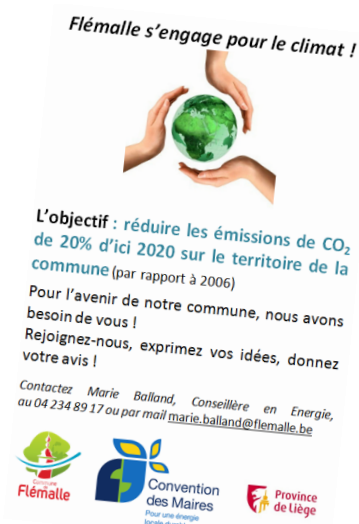 Flémalle s'engage pour le climat !
L'objectif : réduire les émissions de CO₂
de 20% d'ici 2020 sur le territoire de la
commune (par rapport à 2006)
Pour l'avenir de notre commune, nous avons
besoin de vous !
Rejoignez-nous, exprimez vos idées, donnez
votre avis !
Contactez Marie Balland, Conseillère en Energie,
au 04 234 89 17 ou par mail marie.balland@flemalle.be
Commune de
Flémalle
Convention
des Maires
Pour une énergie
locale
Province
de Liège